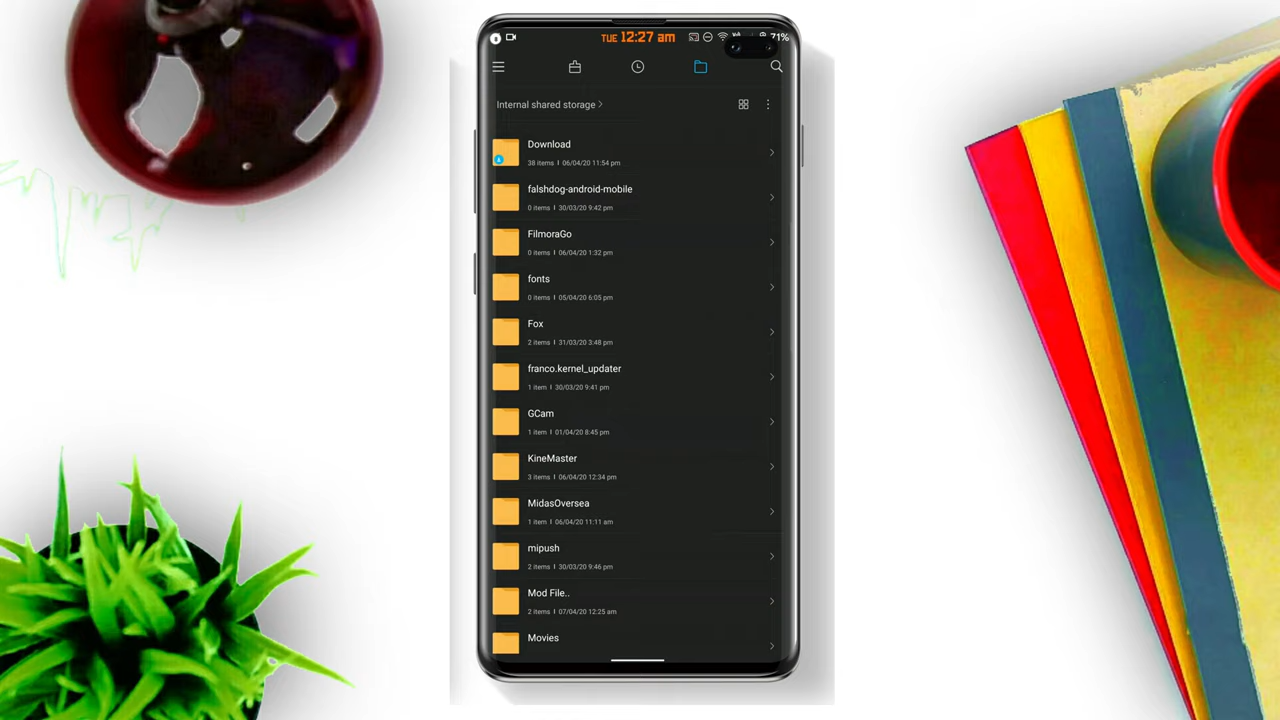 TUE 12:27 am
71%
Internal shared storage
Download
38 items | 06/04/20 11:54 pm
falshdog-android-mobile
0 items | 30/03/20 9:42 pm
FilmoraGo
0 items | 06/04/20 1:32 pm
fonts
0 items | 05/04/20 6:05 pm
Fox
2 items | 31/03/20 3:48 pm
franco.kernel_updater
1 item | 30/03/20 9:41 pm
GCam
1 item | 01/04/20 8:45 pm
KineMaster
3 items | 06/04/20 12:34 pm
MidasOversea
1 item | 06/04/20 11:11 am
mipush
2 items | 30/03/20 9:46 pm
Mod File..
2 items | 07/04/20 12:25 am
Movies